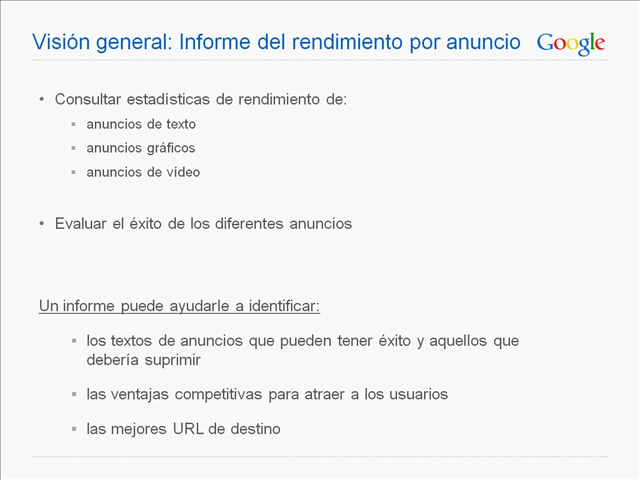 Visión general: Informe del rendimiento por anuncio Google
• Consultar estadísticas de rendimiento de:
▪ anuncios de texto
▪ anuncios gráficos
▪ anuncios de vídeo
• Evaluar el éxito de los diferentes anuncios
Un informe puede ayudarle a identificar:
▪ los textos de anuncios que pueden tener éxito y aquellos que
debería suprimir
▪ las ventajas competitivas para atraer a los usuarios
▪ las mejores URL de destino